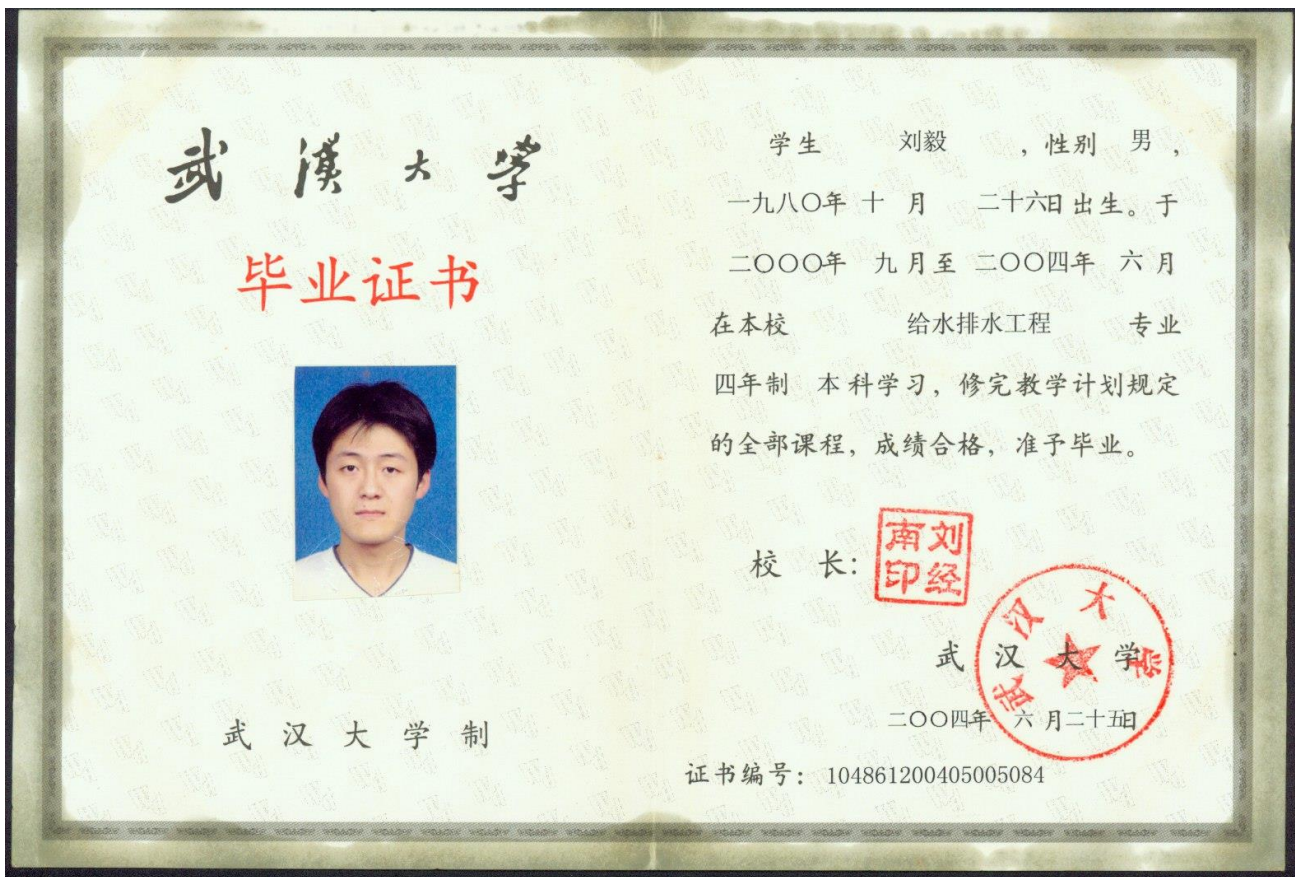 武漢大學
毕业证书
武汉大学制
学生 刘毅 ，性别 男 ，
一九八〇年 十 月 二十六日出生。于
二〇〇〇年 九月至 二〇〇四年 六月
在本校 给水排水工程 专业
四年制 本科学习，修完教学计划规定
的全部课程，成绩合格，准予毕业。
校 长：
刘经南印
武汉大学
武汉大学
二〇〇四年 六月二十五日
证书编号：104861200405005084